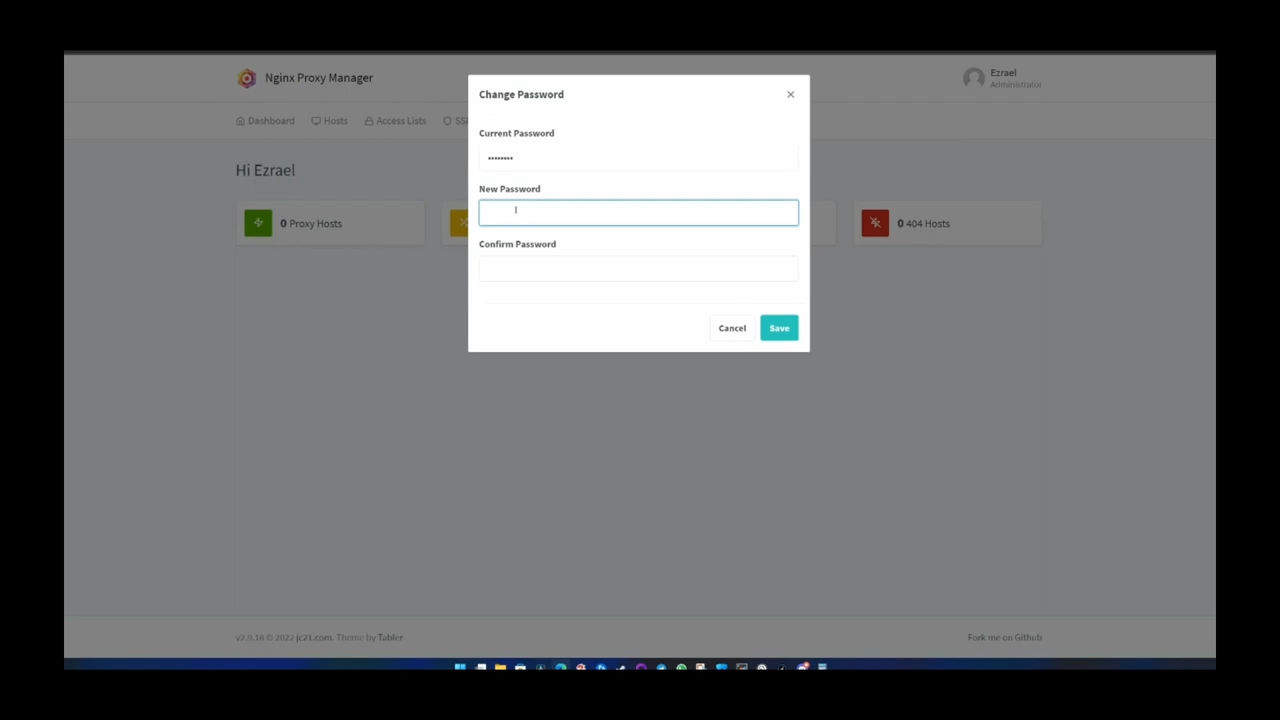 Nginx Proxy Manager
Ezrael
Administrator
Dashboard
Hosts
Access Lists
Hi Ezrael
0 Proxy Hosts
0 404 Hosts
Change Password
×
Current Password
••••••••
New Password
Confirm Password
Cancel
Save
v2.9.18 © 2022 jc21.com. Theme by Tabler
Fork me on Github